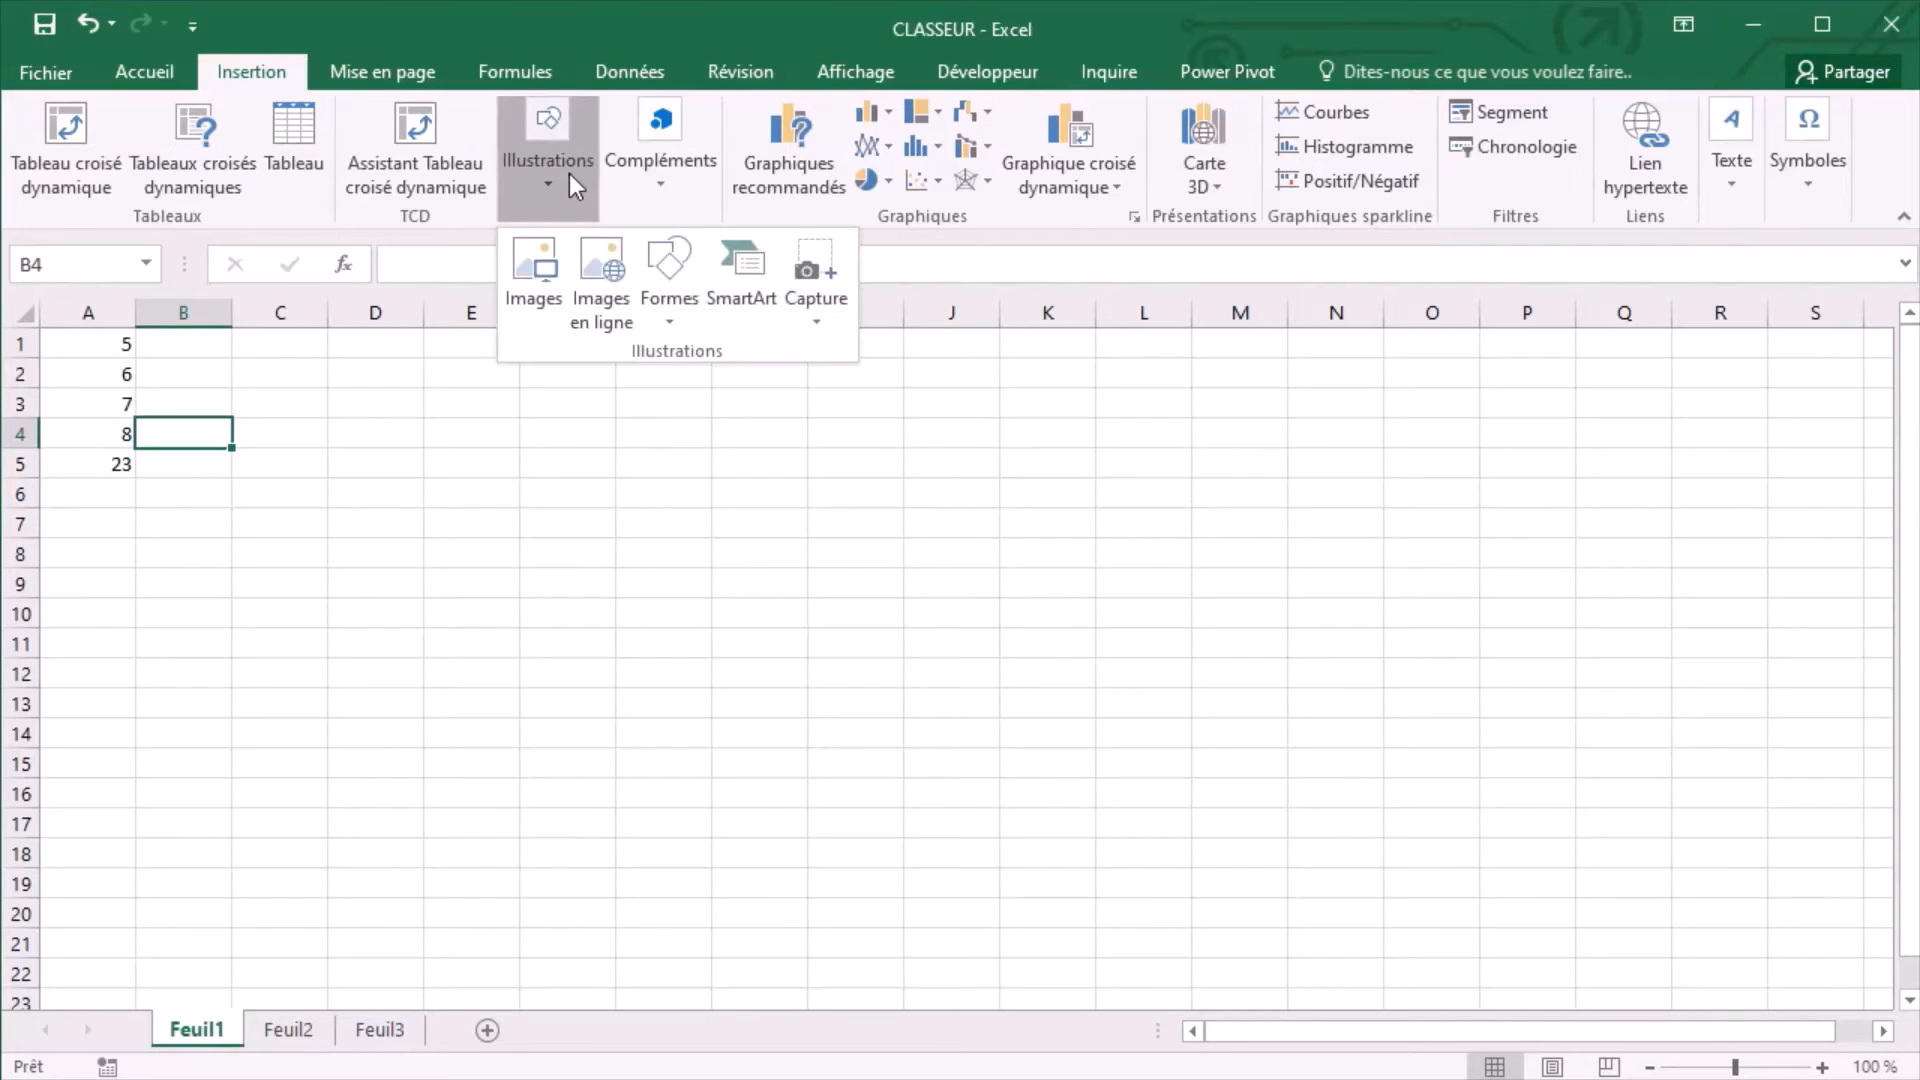 CLASSEUR - Excel
Fichier Accueil Insertion Mise en page Formules Données Révision Affichage Développeur Inquire Power Pivot Dites-nous ce que vous voulez faire.. Partager
Tableau croisé dynamique
Tableaux croisés dynamiques
Tableau
Tableaux
Assistant Tableau croisé dynamique
TCD
Illustrations
Compléments
Graphiques recommandés
Graphique croisé dynamique
Graphiques
Carte 3D
Présentations
Courbes
Histogramme
Positif/Négatif
Graphiques sparkline
Segment
Chronologie
Filtres
Lien hypertexte
Liens
A
Texte
Ω
Symboles
B4
fx
Images
Images en ligne
Formes
SmartArt
Capture
Illustrations
A B C D E J K L M N O P Q R S
1 5
2 6
3 7
4 8
5 23
6
7
8
9
10
11
12
13
14
15
16
17
18
19
20
21
22
23
Feuil1 Feuil2 Feuil3
Prêt
100 %